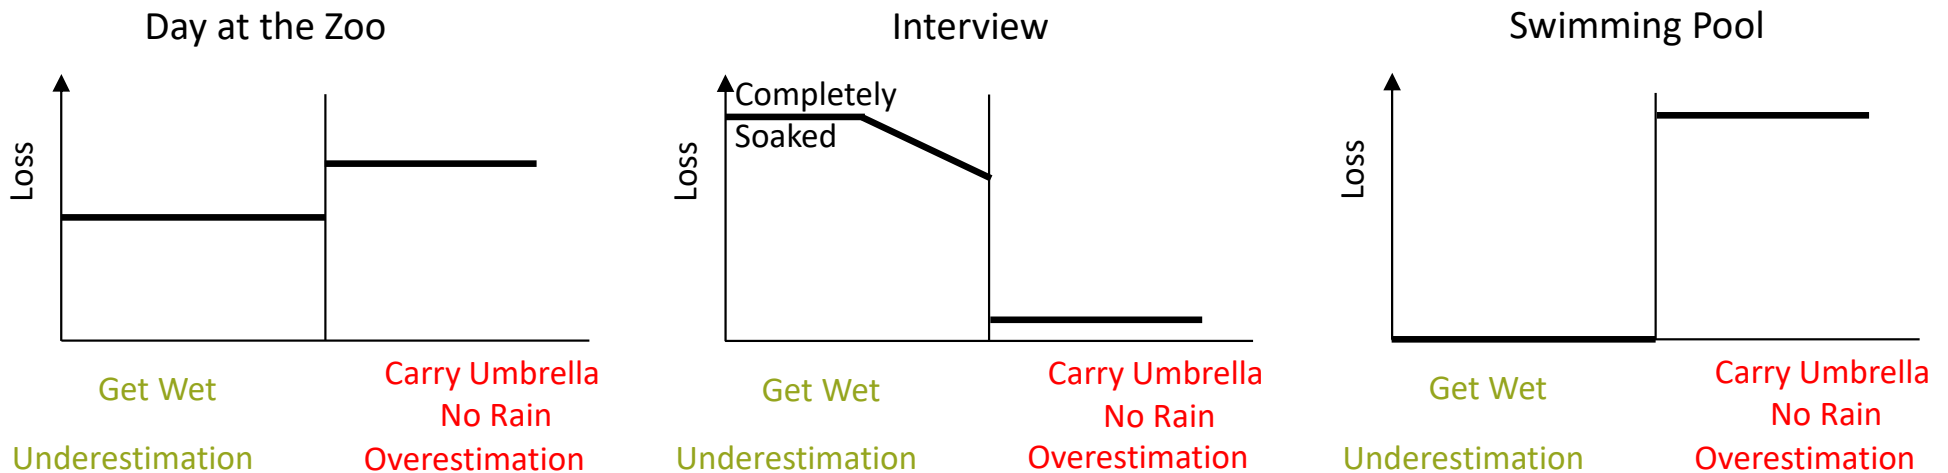 Day at the Zoo
Loss
Get Wet
Carry Umbrella
No Rain
Underestimation
Overestimation
Interview
Completely
Soaked
Loss
Get Wet
Carry Umbrella
No Rain
Underestimation
Overestimation
Swimming Pool
Loss
Get Wet
Carry Umbrella
No Rain
Underestimation
Overestimation